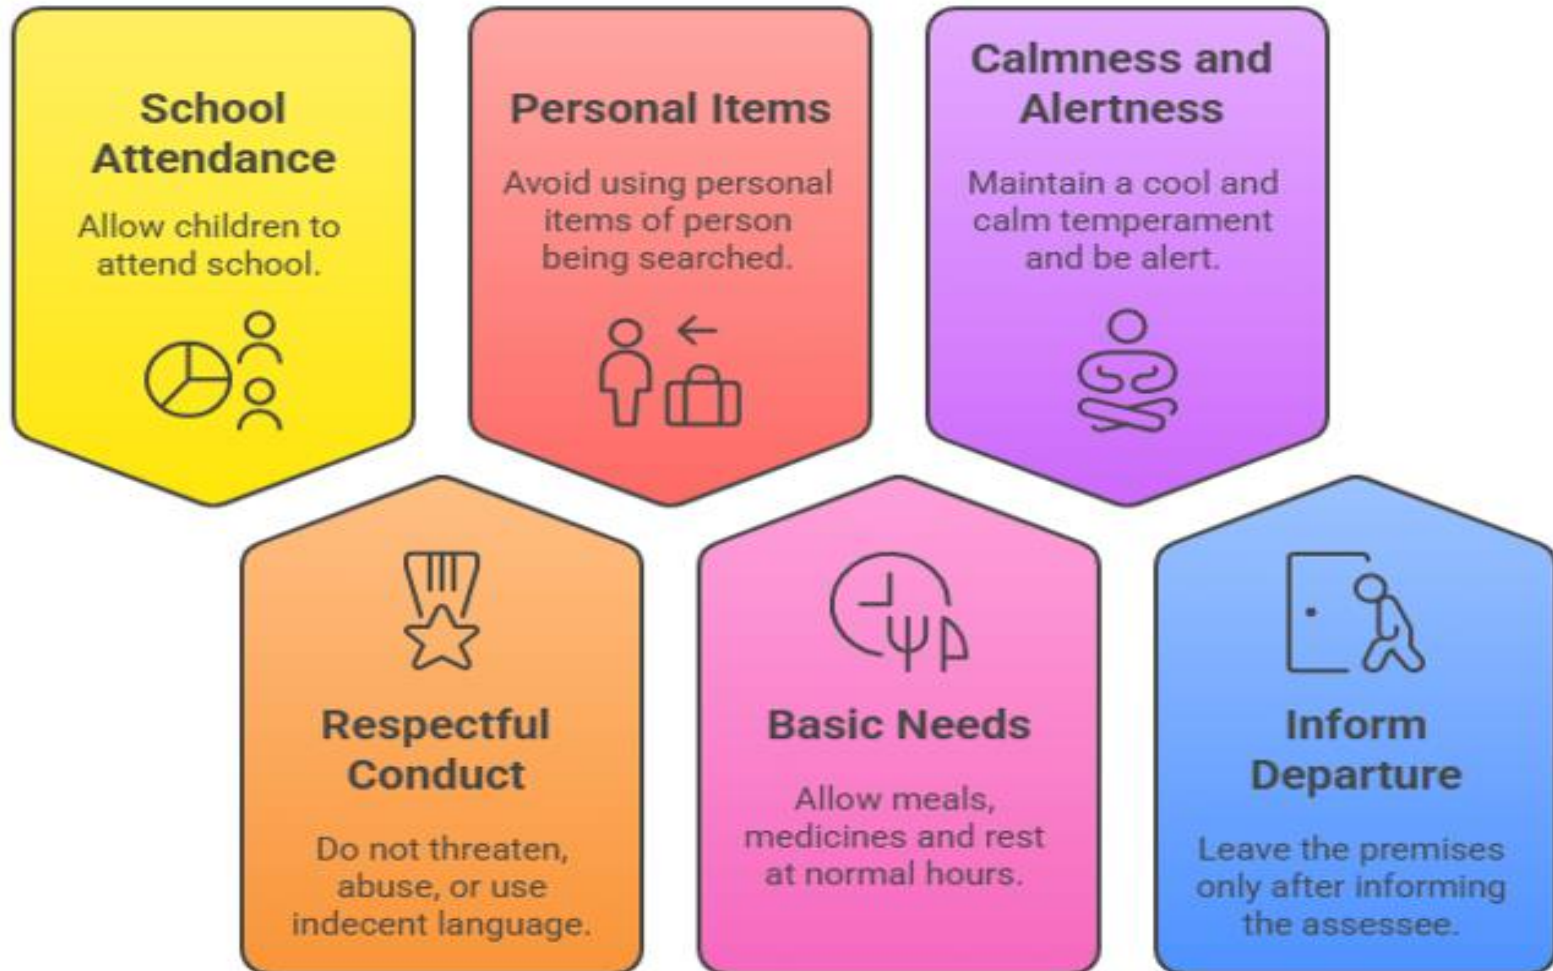 School
Attendance
Allow children to
attend school.
Personal Items
Avoid using personal
items of person
being searched.
Calmness and
Alertness
Maintain a cool and
calm temperament
and be alert.
Respectful
Conduct
Do not threaten,
abuse, or use
indecent language.
Basic Needs
Allow meals,
medicines and rest
at normal hours.
Inform
Departure
Leave the premises
only after informing
the assessee.